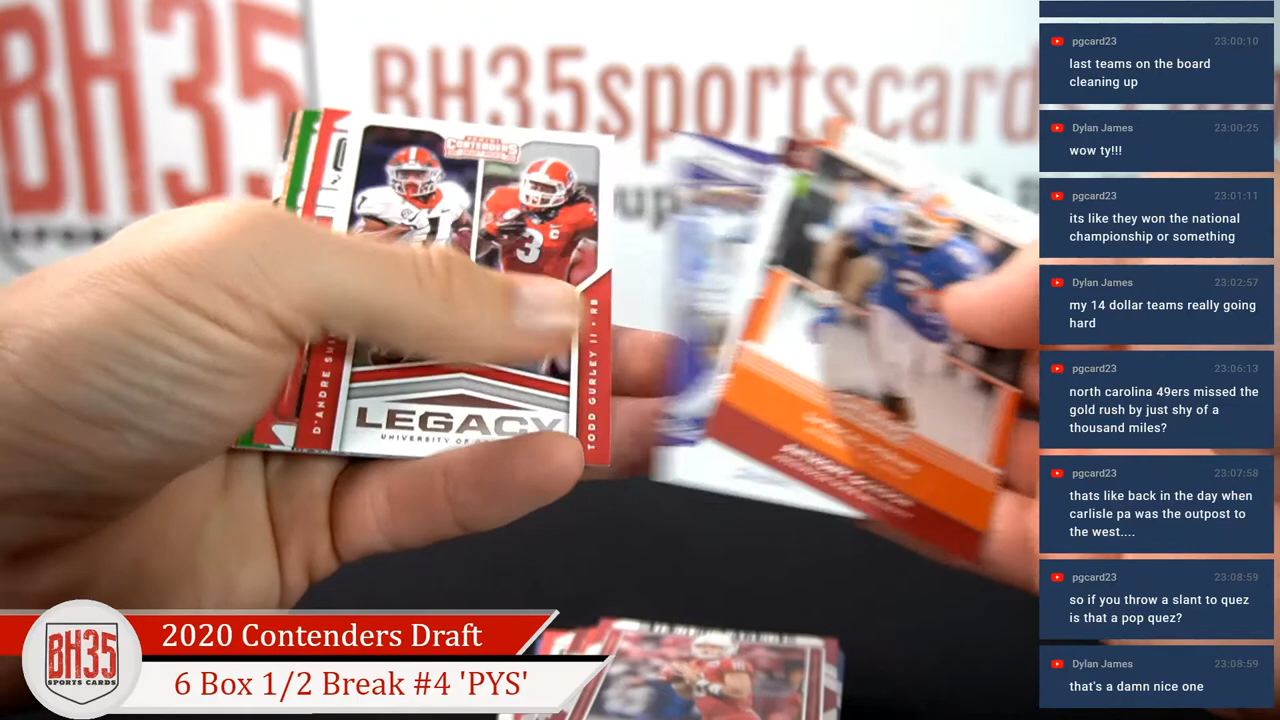 BH35sportscards
up
BH35
SPORTS
PANINI
CONTENDERS
DRAFT PICKS
3
D'ANDRE
TODD GURLEY II • RB
LEGACY
UNIVERSITY OF
2020 Contenders Draft
6 Box 1/2 Break #4 'PYS'
BH35
SPORTS CARDS
pgcard23 23:00:10
last teams on the board
cleaning up
Dylan James 23:00:25
wow ty!!!
pgcard23 23:01:11
its like they won the national
championship or something
Dylan James 23:02:57
my 14 dollar teams really going
hard
pgcard23 23:06:13
north carolina 49ers missed the
gold rush by just shy of a
thousand miles?
pgcard23 23:07:58
thats like back in the day when
carlisle pa was the outpost to
the west....
pgcard23 23:08:59
so if you throw a slant to quez
is that a pop quez?
Dylan James 23:08:59
that's a damn nice one